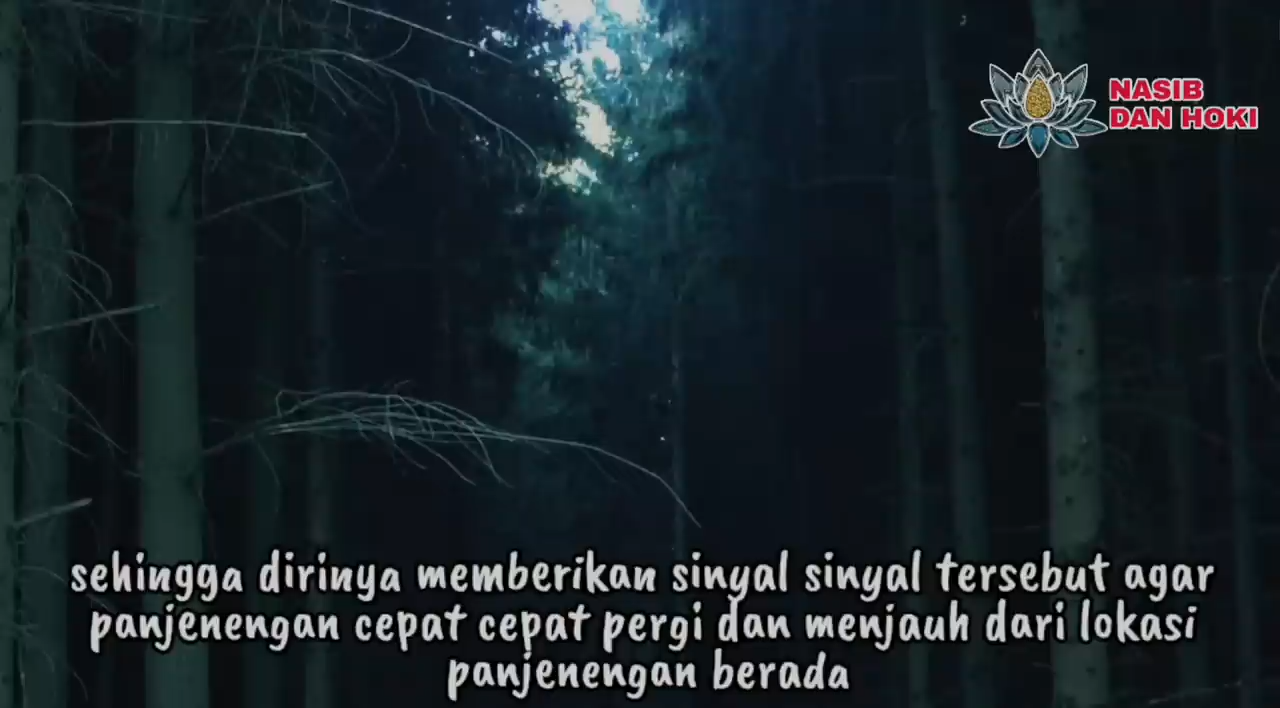 NASIB
DAN HOKI
sehingga dirinya memberikan sinyal sinyal tersebut agar
panjenengan cepat cepat pergi dan menjauh dari lokasi
panjenengan berada